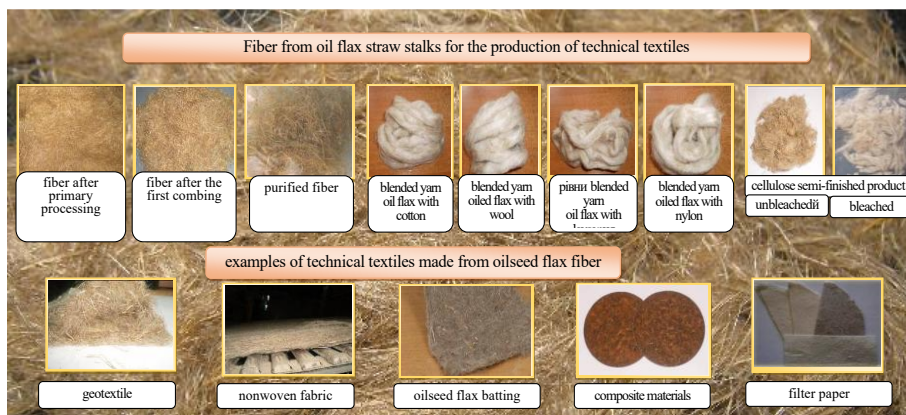 Fiber from oil flax straw stalks for the production of technical textiles
fiber after
primary
processing
fiber after the
first combing
purified fiber
blended yarn
oil flax with
cotton
blended yarn
oiled flax with
wool
рівни blended
yarn
oil flax with
blended yarn
oiled flax with
nylon
cellulose semi-finished product
unbleachedй
bleached
examples of technical textiles made from oilseed flax fiber
geotextile
nonwoven fabric
oilseed flax batting
composite materials
filter paper